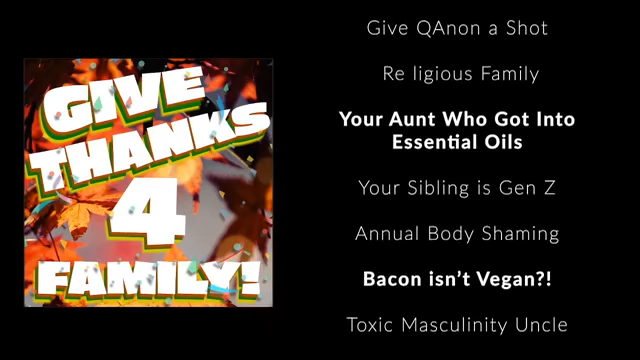 GIVE
THANKS
4
FAMILY!
Give QAnon a Shot
Re ligious Family
Your Aunt Who Got Into
Essential Oils
Your Sibling is Gen Z
Annual Body Shaming
Bacon isn't Vegan?!
Toxic Masculinity Uncle